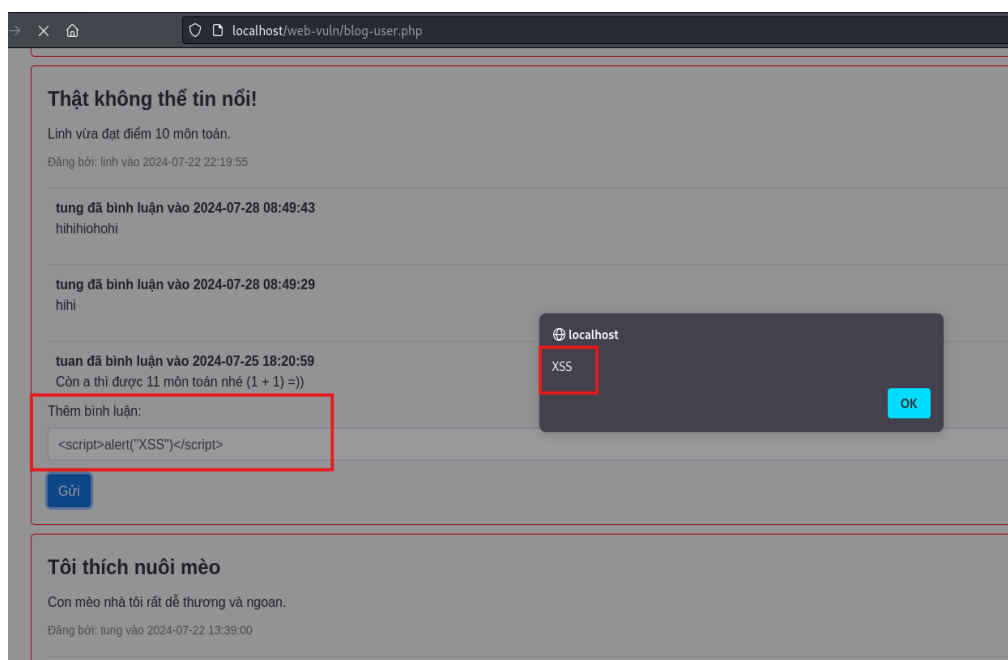 localhost/web-vuln/blog-user.php
Thật không thể tin nổi!
Linh vừa đạt điểm 10 môn toán.
Đăng bởi: linh vào 2024-07-22 22:19:55
tung đã bình luận vào 2024-07-28 08:49:43
hihihiohohi
tung đã bình luận vào 2024-07-28 08:49:29
hihi
tuan đã bình luận vào 2024-07-25 18:20:59
Còn a thì được 11 môn toán nhé (1 + 1) =))
Thêm bình luận:
<script>alert("XSS")</script>
Gửi
localhost
XSS
OK
Tôi thích nuôi mèo
Con mèo nhà tôi rất dễ thương và ngoan.
Đăng bởi: tung vào 2024-07-22 13:39:00